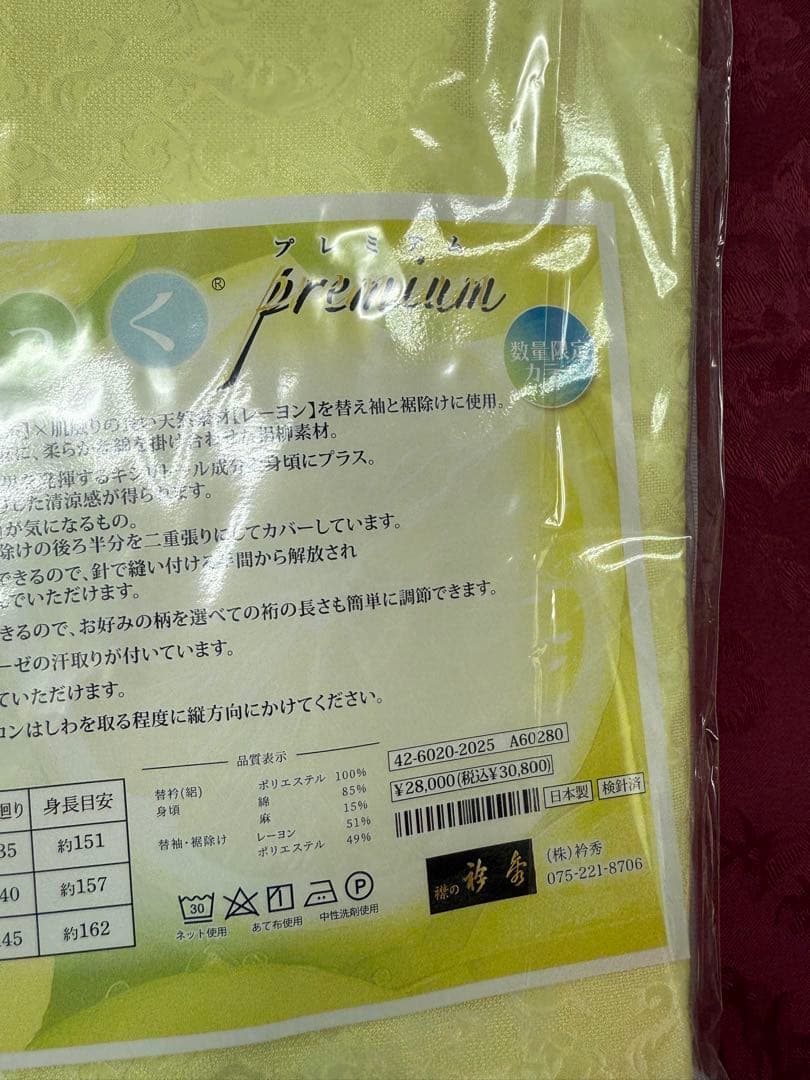 プレミアム
っく® premium
数量限定
カラー
×肌触りの良い天然素材【レーヨン】を替え袖と裾除けに使用。
に、柔らかな綿を掛け合わせた楊柳素材。
を発揮するキシリトール成分を身頃にプラス。
した清涼感が得られます。
が気になるもの。
除けの後ろ半分を二重張りにしてカバーしています。
できるので、針で縫い付ける手間から解放され
でいただけます。
きるので、お好みの柄を選べての裄の長さも簡単に調節できます。
ーゼの汗取りが付いています。
ていただけます。
ロンはしわを取る程度に縦方向にかけてください。
廻り 身長目安
35 約151
40 約157
145 約162
品質表示
替衿(絽) ポリエステル 100%
身頃 綿 85%
麻 15%
替袖・裾除け レーヨン 51%
ポリエステル 49%
30
ネット使用 あて布使用 中性洗剤使用
42-6020-2025 A60280
¥28,000(税込¥30,800)
日本製 検針済
襟の 衿秀
(株)衿秀
075-221-8706